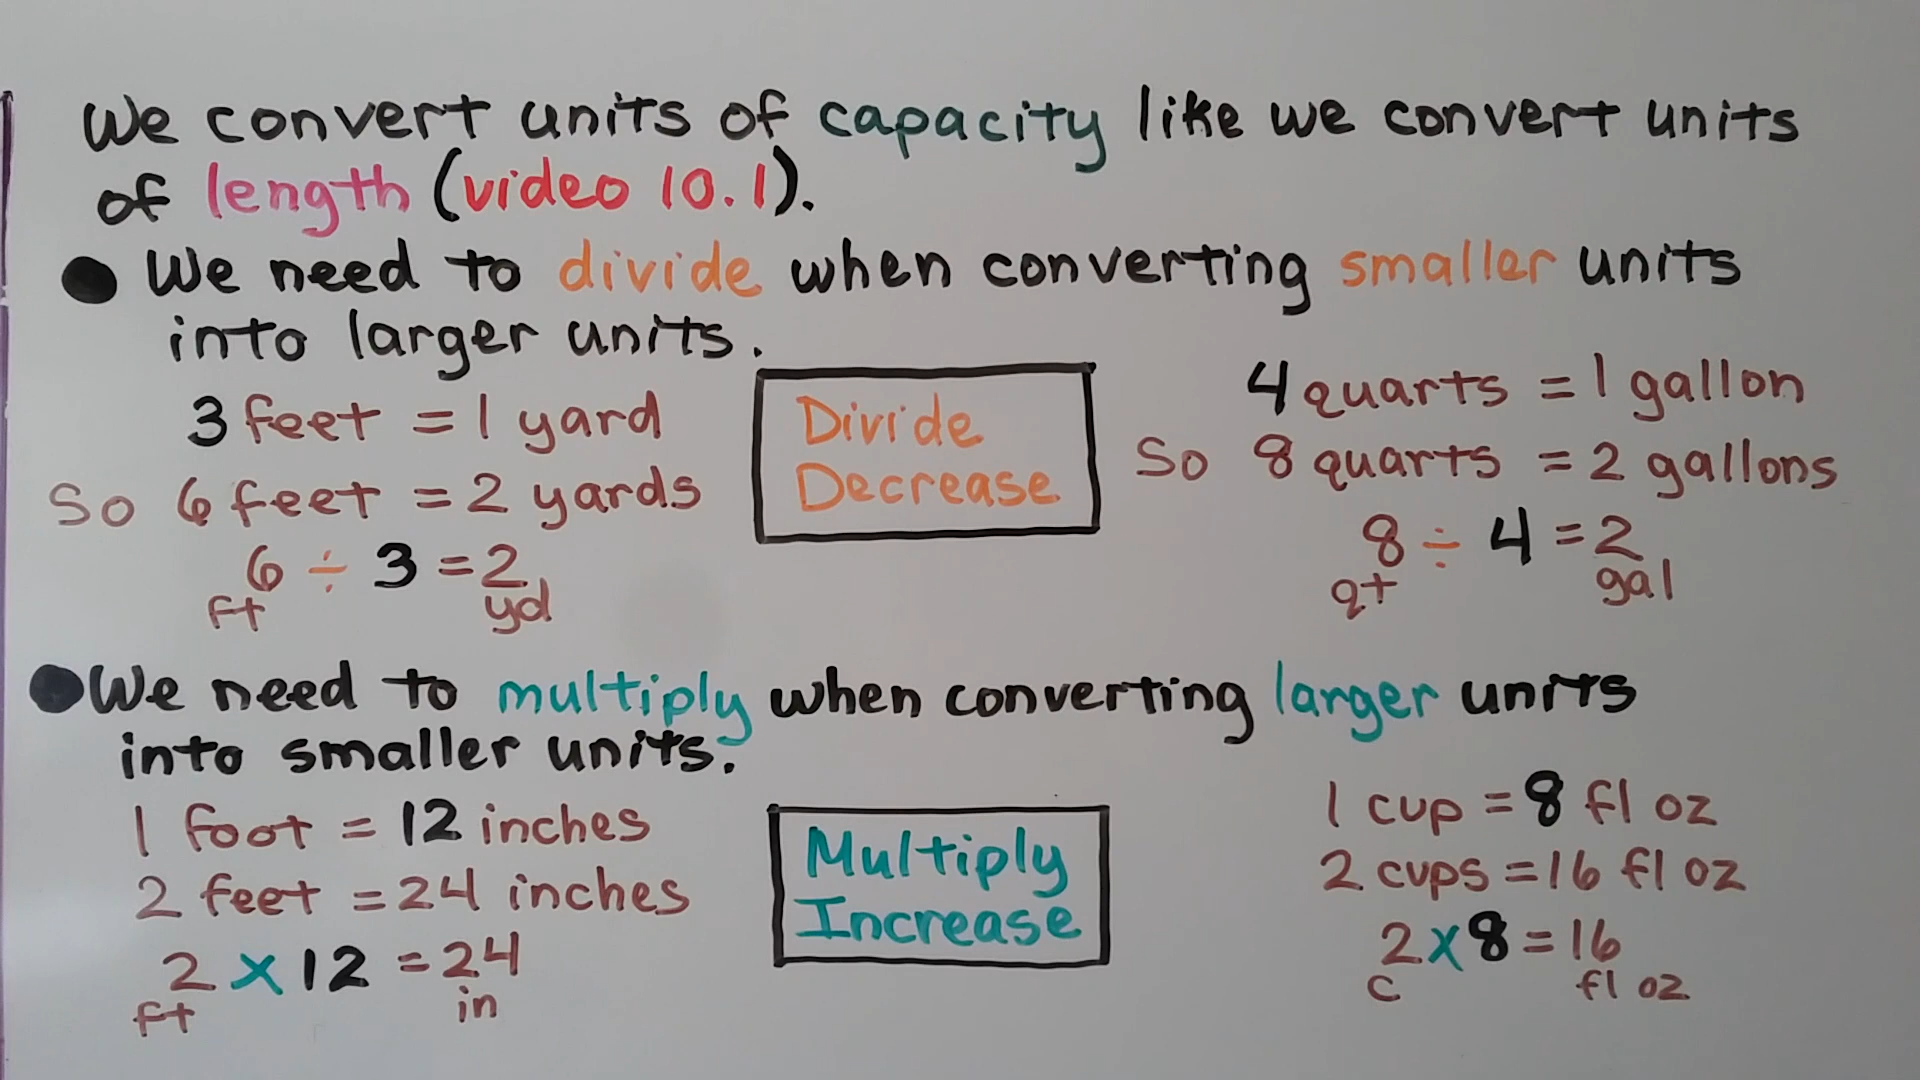 We convert units of capacity like we convert units
of length (video 10.1).
● We need to divide when converting smaller units
into larger units.
3 feet = 1 yard
So 6 feet = 2 yards
6 ÷ 3 = 2
ft yd
Divide
Decrease
4 quarts = 1 gallon
So 8 quarts = 2 gallons
8 ÷ 4 = 2
qt gal
● We need to multiply when converting larger units
into smaller units.
1 foot = 12 inches
2 feet = 24 inches
2 x 12 = 24
ft in
Multiply
Increase
1 cup = 8 fl oz
2 cups = 16 fl oz
2 x 8 = 16
c fl oz